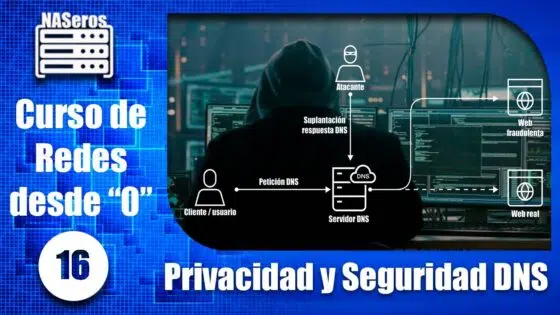 NASeros
Curso de
Redes
desde “0”
16
Atacante
Suplantación
respuesta DNS
Web
fraudulenta
Petición DNS
DNS
Cliente / usuario
Servidor DNS
Web real
Privacidad y Seguridad DNS